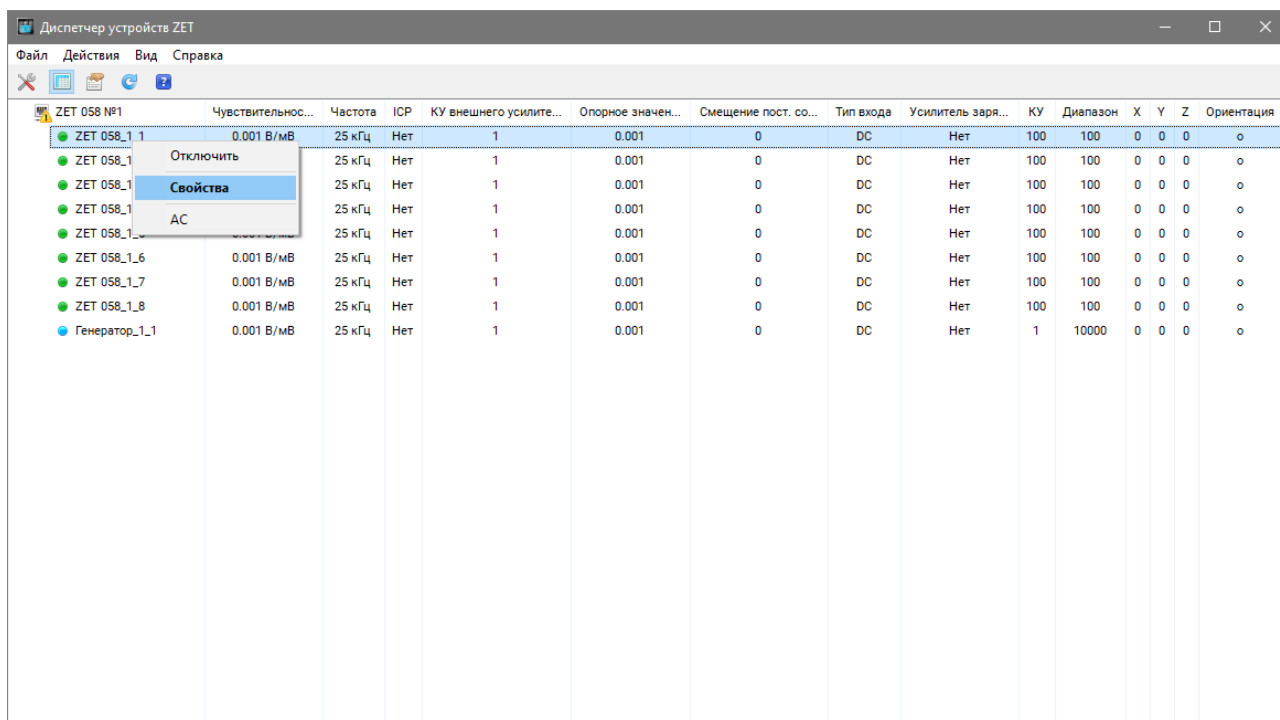 Диспетчер устройств ZET
Файл Действия Вид Справка
ZET 058 №1 Чувствительнос... Частота ICP КУ внешнего усилите... Опорное значен... Смещение пост. со... Тип входа Усилитель заря... КУ Диапазон X Y Z Ориентация
ZET 058_1_1 0.001 В/мВ 25 кГц Нет 1 0.001 0 DC Нет 100 100 0 0 0 o
Отключить
ZET 058_1 25 кГц Нет 1 0.001 0 DC Нет 100 100 0 0 0 o
Свойства
ZET 058_1 25 кГц Нет 1 0.001 0 DC Нет 100 100 0 0 0 o
AC
ZET 058_1 25 кГц Нет 1 0.001 0 DC Нет 100 100 0 0 0 o
ZET 058_1 25 кГц Нет 1 0.001 0 DC Нет 100 100 0 0 0 o
ZET 058_1_6 0.001 В/мВ 25 кГц Нет 1 0.001 0 DC Нет 100 100 0 0 0 o
ZET 058_1_7 0.001 В/мВ 25 кГц Нет 1 0.001 0 DC Нет 100 100 0 0 0 o
ZET 058_1_8 0.001 В/мВ 25 кГц Нет 1 0.001 0 DC Нет 100 100 0 0 0 o
Генератор_1_1 0.001 В/мВ 25 кГц Нет 1 0.001 0 DC Нет 1 10000 0 0 0 o